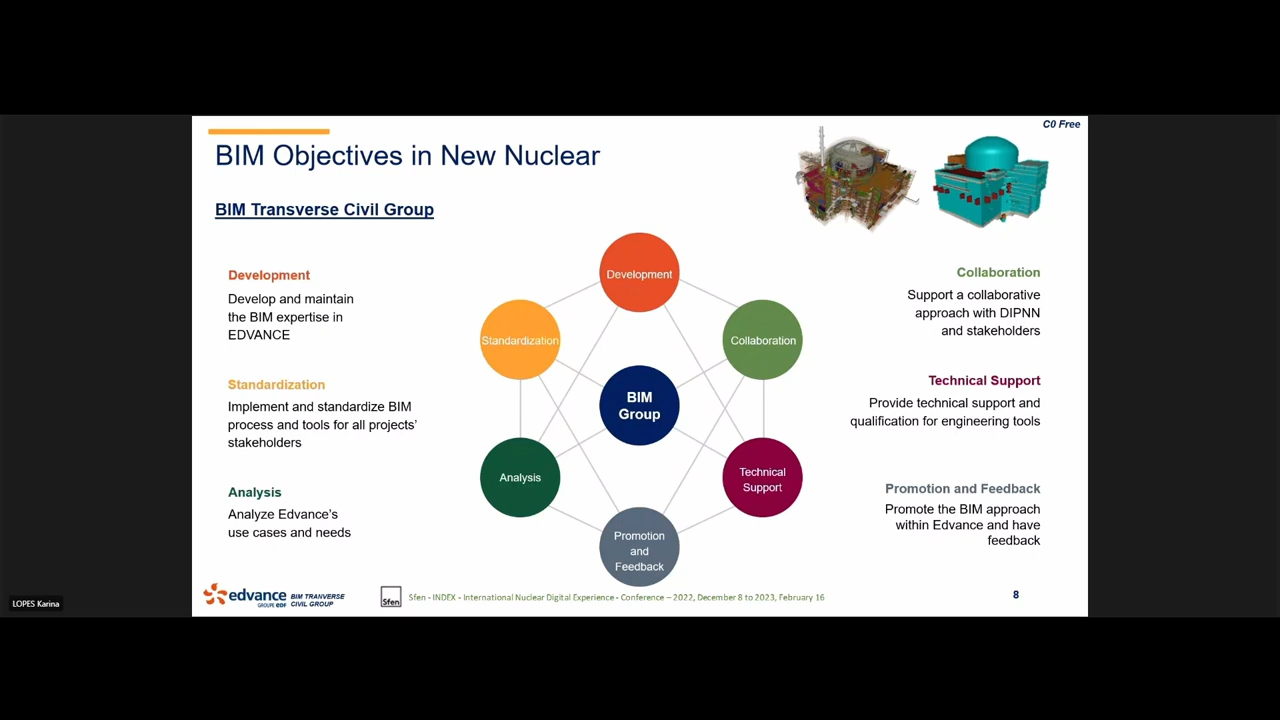 C0 Free
BIM Objectives in New Nuclear
BIM Transverse Civil Group
Development
Develop and maintain
the BIM expertise in
EDVANCE
Standardization
Implement and standardize BIM
process and tools for all projects’
stakeholders
Analysis
Analyze Edvance’s
use cases and needs
Development
Standardization
Collaboration
BIM
Group
Analysis
Technical
Support
Promotion
and
Feedback
Collaboration
Support a collaborative
approach with DIPNN
and stakeholders
Technical Support
Provide technical support and
qualification for engineering tools
Promotion and Feedback
Promote the BIM approach
within Edvance and have
feedback
edvance
GROUPE EDF
BIM TRANVERSE
CIVIL GROUP
Sfen
Sfen - INDEX - International Nuclear Digital Experience - Conference – 2022, December 8 to 2023, February 16
8
LOPES Karina